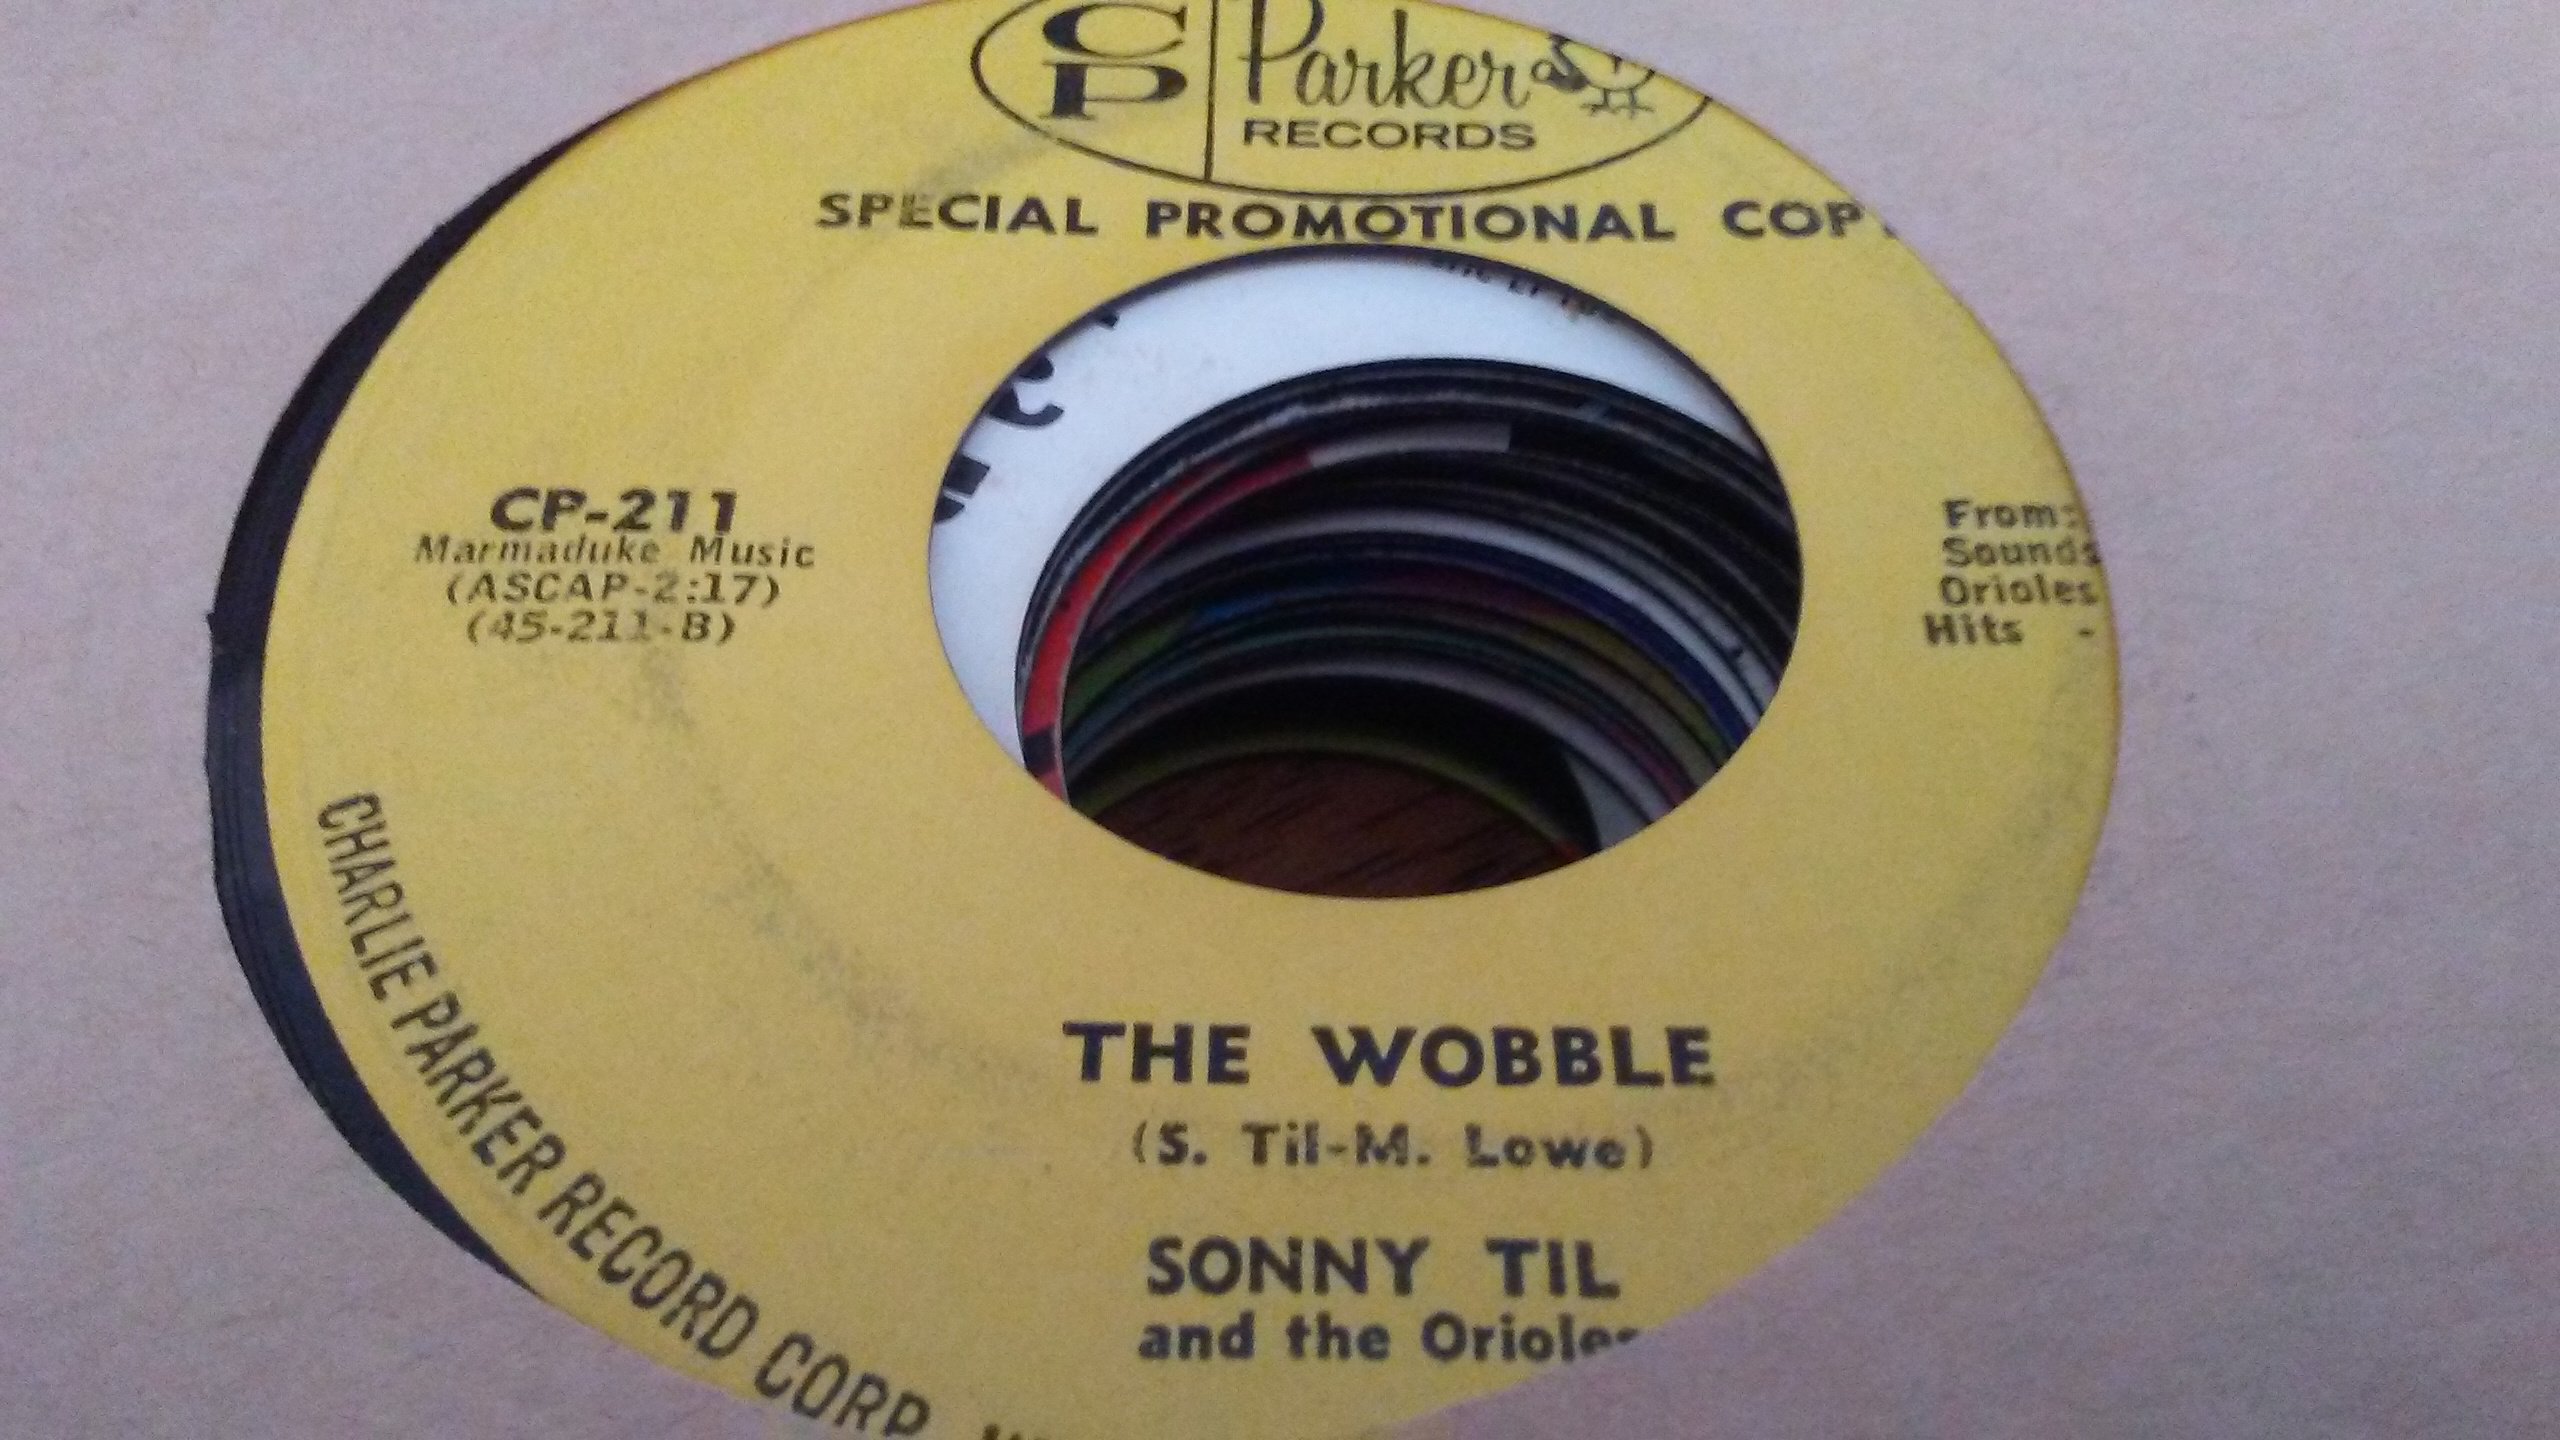 CP Parker
RECORDS
SPECIAL PROMOTIONAL COP
CP-211
Marmaduke Music
(ASCAP-2:17)
(45-211-B)
From:
Sounds
Orioles
Hits -
THE WOBBLE
(S. Til-M. Lowe)
SONNY TIL
and the Orioles
CHARLIE PARKER RECORD CORP